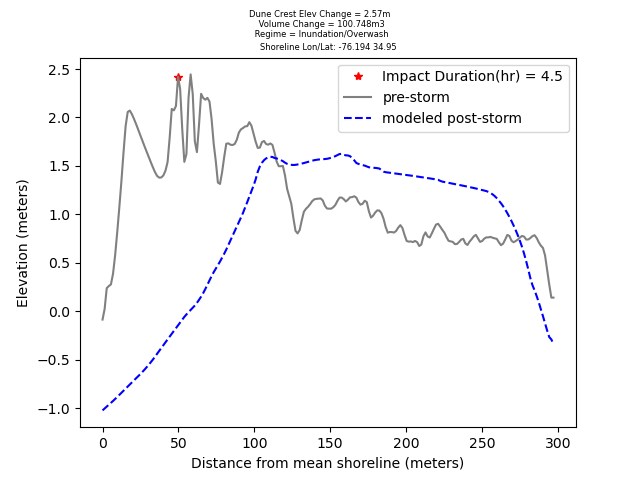 Dune Crest Elev Change = 2.57m
Volume Change = 100.748m3
Regime = Inundation/Overwash
Shoreline Lon/Lat: -76.194 34.95
Impact Duration(hr) = 4.5
pre-storm
modeled post-storm
Elevation (meters)
2.5
2.0
1.5
1.0
0.5
0.0
−0.5
−1.0
0 50 100 150 200 250 300
Distance from mean shoreline (meters)